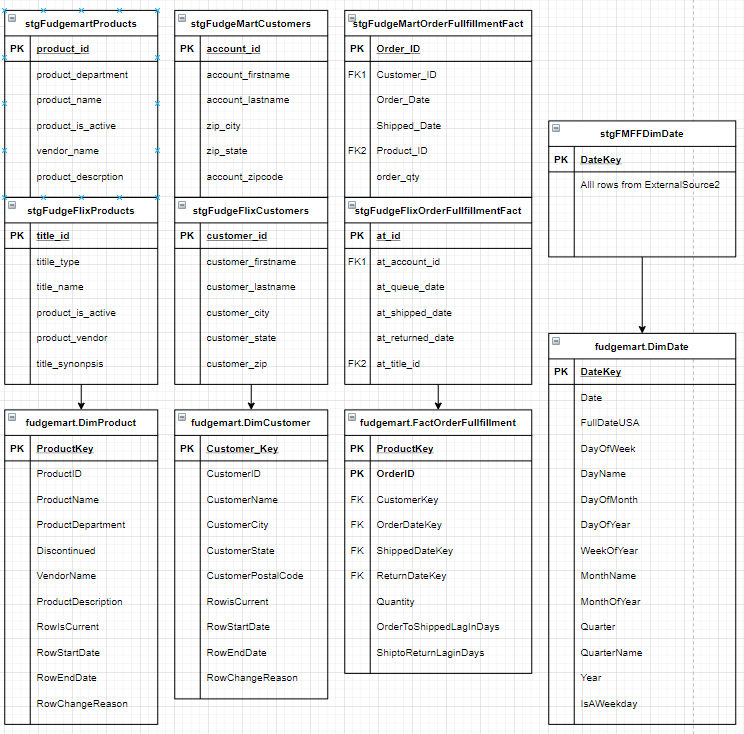 stgFudgemartProducts
PK product_id
product_department
product_name
product_is_active
vendor_name
product_descrption
stgFudgeMartCustomers
PK account_id
account_firstname
account_lastname
zip_city
zip_state
account_zipcode
stgFudgeMartOrderFullfillmentFact
PK Order_ID
FK1 Customer_ID
Order_Date
Shipped_Date
FK2 Product_ID
order_qty
stgFMFFDimDate
PK DateKey
Alll rows from ExternalSource2
stgFudgeFlixProducts
PK title_id
titile_type
title_name
product_is_active
product_vendor
title_synonpsis
stgFudgeFlixCustomers
PK customer_id
customer_firstname
customer_lastname
customer_city
customer_state
customer_zip
stgFudgeFlixOrderFullfillmentFact
PK at_id
FK1 at_account_id
at_queue_date
at_shipped_date
at_returned_date
FK2 at_title_id
fudgemart.DimProduct
PK ProductKey
ProductID
ProductName
ProductDepartment
Discontinued
VendorName
ProductDescription
RowIsCurrent
RowStartDate
RowEndDate
RowChangeReason
fudgemart.DimCustomer
PK Customer_Key
CustomerID
CustomerName
CustomerCity
CustomerState
CustomerPostalCode
RowisCurrent
RowStartDate
RowEndDate
RowChangeReason
fudgemart.FactOrderFullfillment
PK ProductKey
PK OrderID
FK CustomerKey
FK OrderDateKey
FK ShippedDateKey
FK ReturnDateKey
Quantity
OrderToShippedLagInDays
ShiptoReturnLaginDays
fudgemart.DimDate
PK DateKey
Date
FullDateUSA
DayOfWeek
DayName
DayOfMonth
DayOfYear
WeekOfYear
MonthName
MonthOfYear
Quarter
QuarterName
Year
IsAWeekday